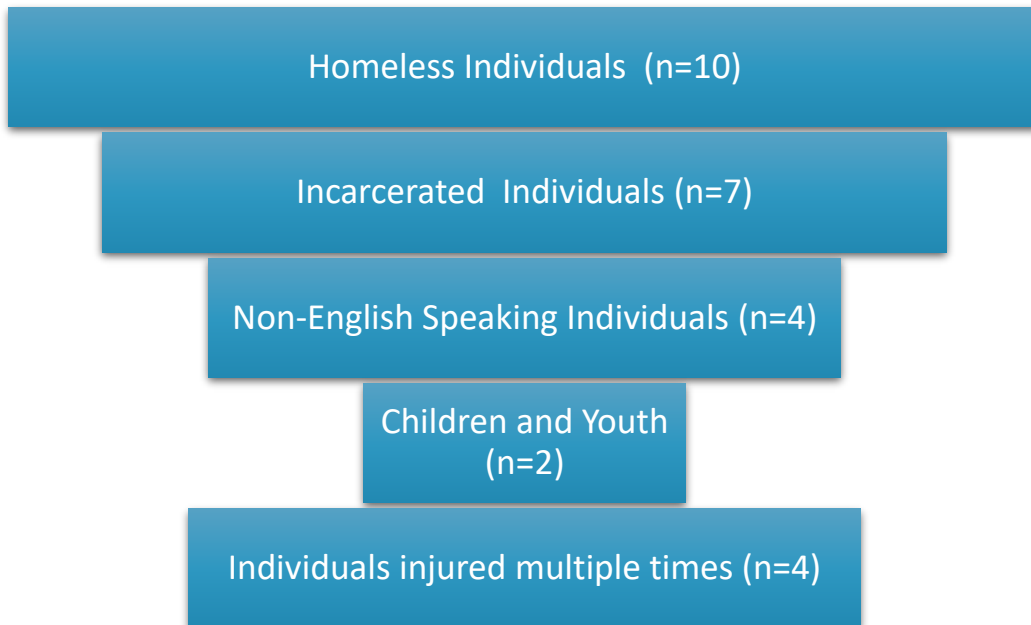 Homeless Individuals  (n=10)
Incarcerated  Individuals (n=7)
Non-English Speaking Individuals (n=4)
Children and Youth
(n=2)
Individuals injured multiple times (n=4)